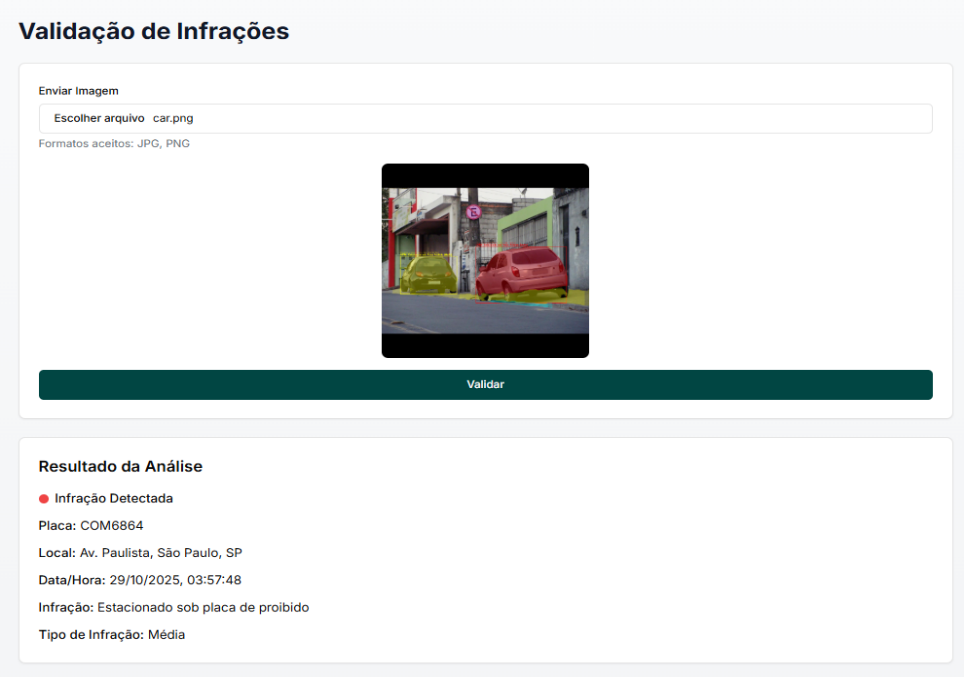 Validação de Infrações
Enviar Imagem
Escolher arquivo car.png
Formatos aceitos: JPG, PNG
E
Validar
Resultado da Análise
Infração Detectada
Placa: COM6864
Local: Av. Paulista, São Paulo, SP
Data/Hora: 29/10/2025, 03:57:48
Infração: Estacionado sob placa de proibido
Tipo de Infração: Média